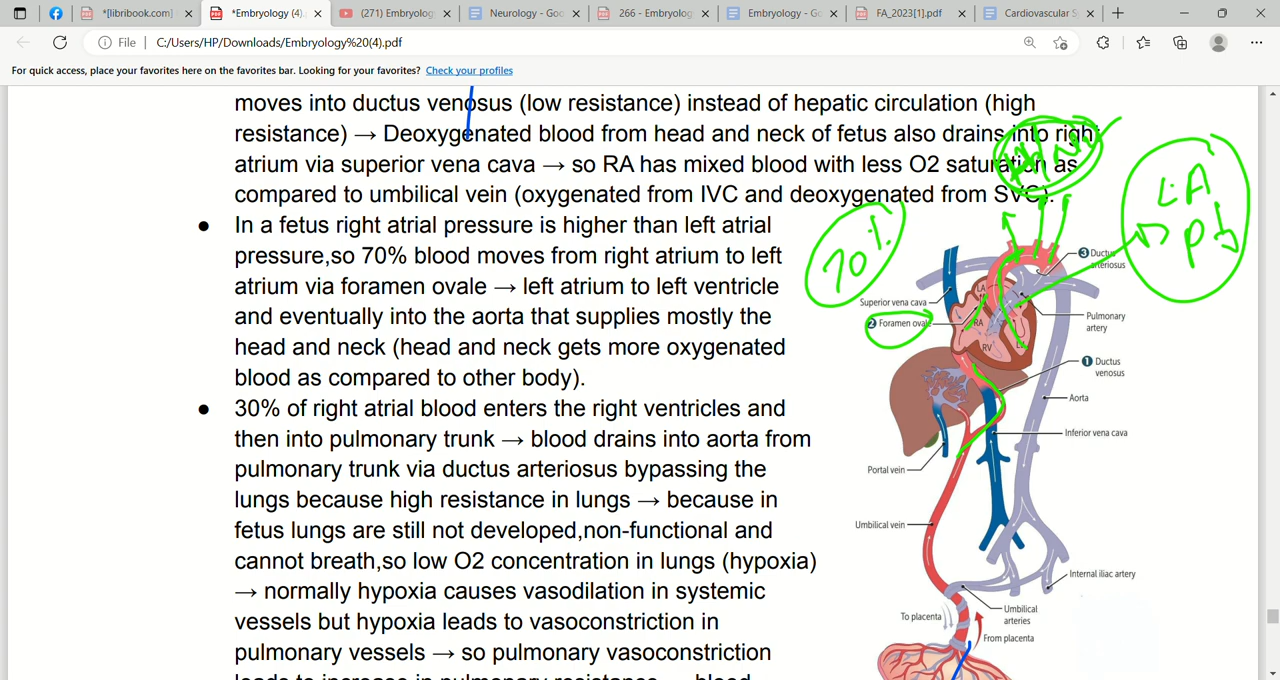 *[libribook.com]
*Embryology (4).
(271) Embryolog
Neurology - Goo
266 - Embryolog
Embryology - Go
FA_2023[1].pdf
Cardiovascular S
File
C:/Users/HP/Downloads/Embryology%20(4).pdf
For quick access, place your favorites here on the favorites bar. Looking for your favorites? Check your profiles
moves into ductus venosus (low resistance) instead of hepatic circulation (high
resistance) → Deoxygenated blood from head and neck of fetus also drains into right
atrium via superior vena cava → so RA has mixed blood with less O2 saturation as
compared to umbilical vein (oxygenated from IVC and deoxygenated from SVC).
● In a fetus right atrial pressure is higher than left atrial
pressure,so 70% blood moves from right atrium to left
atrium via foramen ovale → left atrium to left ventricle
and eventually into the aorta that supplies mostly the
head and neck (head and neck gets more oxygenated
blood as compared to other body).
● 30% of right atrial blood enters the right ventricles and
then into pulmonary trunk → blood drains into aorta from
pulmonary trunk via ductus arteriosus bypassing the
lungs because high resistance in lungs → because in
fetus lungs are still not developed,non-functional and
cannot breath,so low O2 concentration in lungs (hypoxia)
→ normally hypoxia causes vasodilation in systemic
vessels but hypoxia leads to vasoconstriction in
pulmonary vessels → so pulmonary vasoconstriction
leads to increase in pulmonary resistance → blood
70%
LA
P↓
3 Ductus
arteriosus
Superior vena cava
2 Foramen ovale
LA
RA
RV
Pulmonary
artery
1 Ductus
venosus
Aorta
Inferior vena cava
Portal vein
Umbilical vein
Internal iliac artery
Umbilical
arteries
To placenta
From placenta